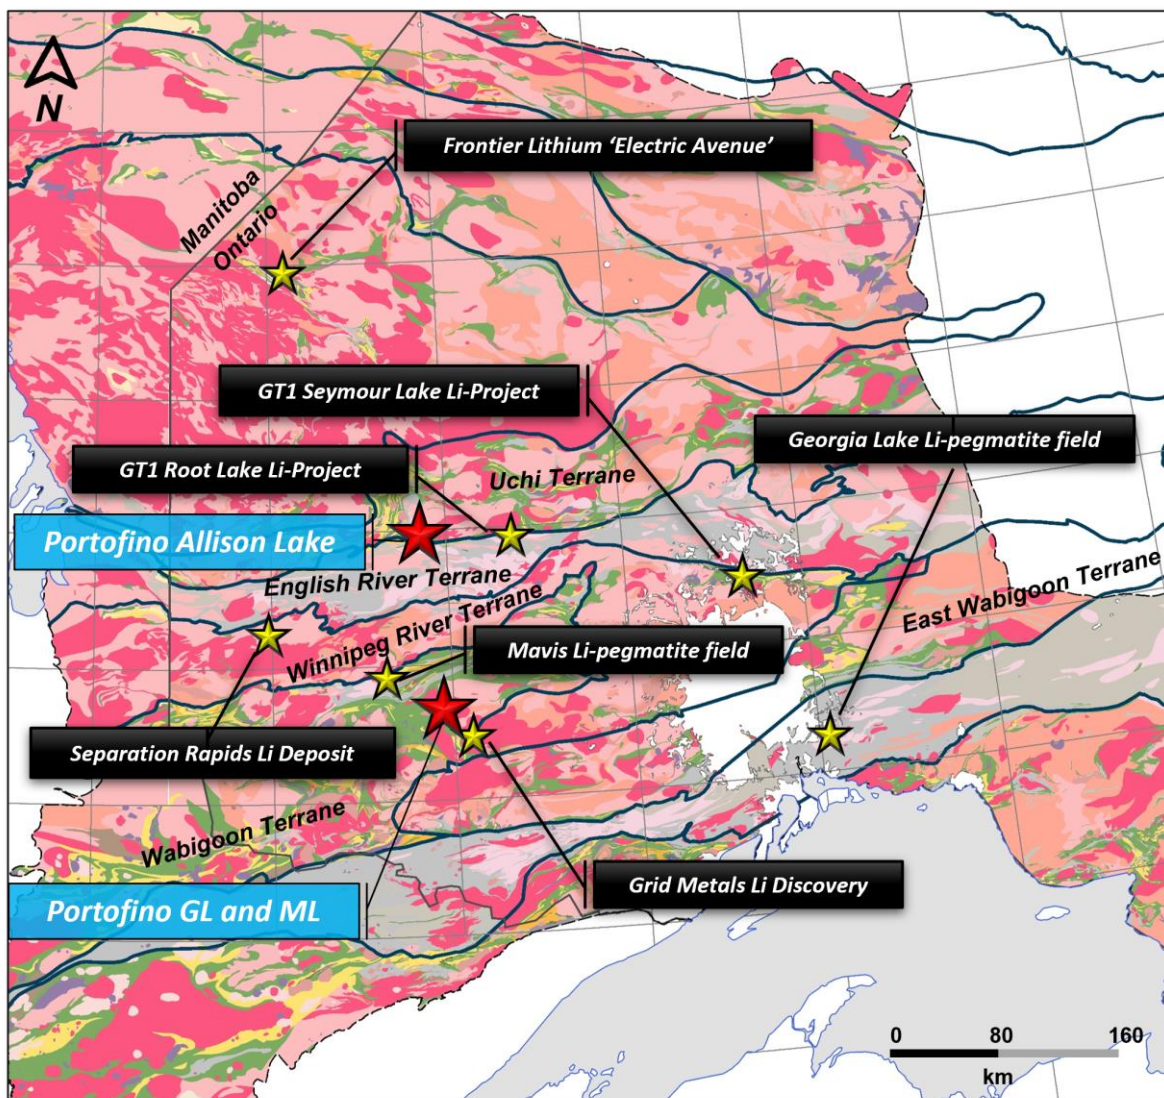 N
Frontier Lithium ‘Electric Avenue’
Manitoba
Ontario
GT1 Seymour Lake Li-Project
Georgia Lake Li-pegmatite field
GT1 Root Lake Li-Project
Uchi Terrane
Portofino Allison Lake
English River Terrane
East Wabigoon Terrane
Winnipeg River Terrane
Mavis Li-pegmatite field
Separation Rapids Li Deposit
Wabigoon Terrane
Grid Metals Li Discovery
Portofino GL and ML
0 80 160
km